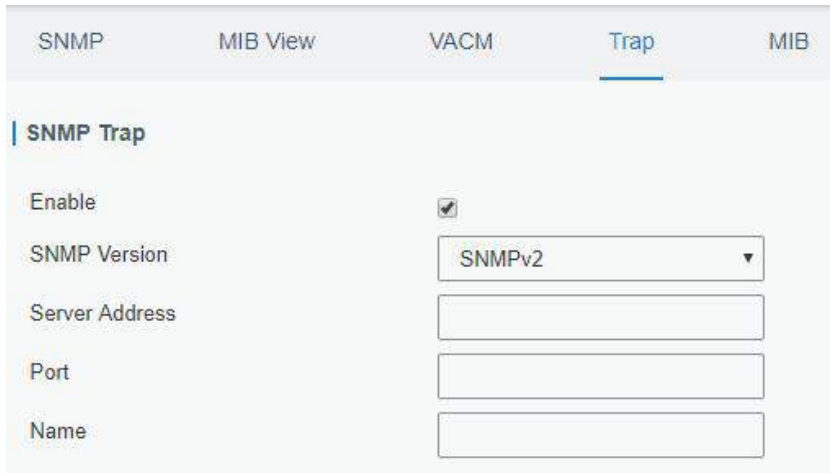 SNMP MIB View VACM Trap MIB
SNMP Trap
Enable
SNMP Version SNMPv2
Server Address
Port
Name